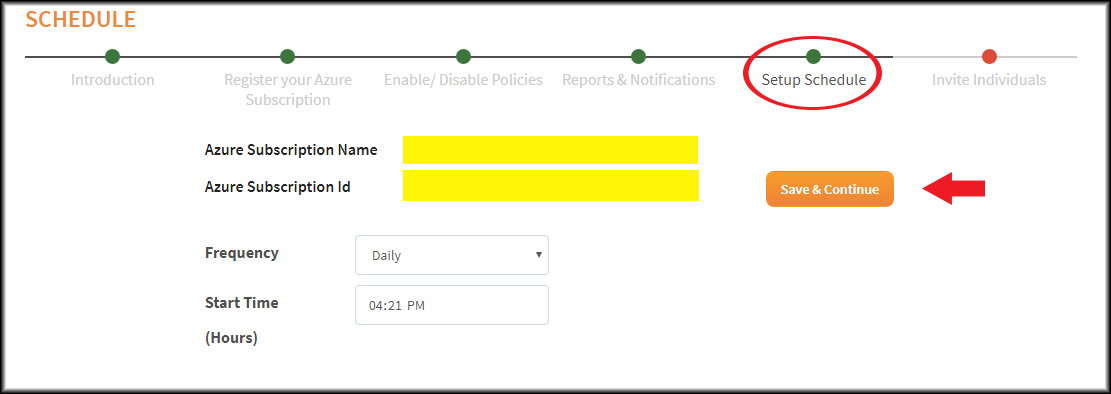 SCHEDULE
Introduction
Register your Azure
Subscription
Enable/ Disable Policies
Reports & Notifications
Setup Schedule
Invite Individuals
Azure Subscription Name
Azure Subscription Id
Save & Continue
Frequency
Daily
Start Time
(Hours)
04:21 PM